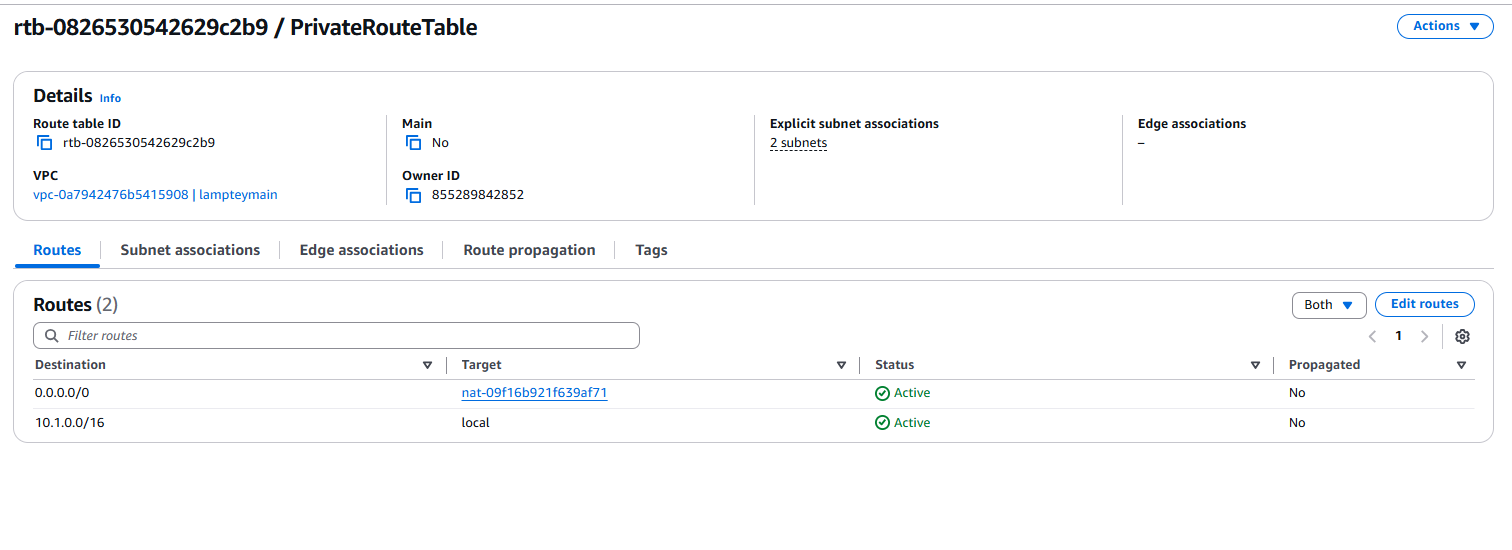 rtb-0826530542629c2b9 / PrivateRouteTable
Actions
Details Info
Route table ID
rtb-0826530542629c2b9
Main
No
Explicit subnet associations
2 subnets
Edge associations
–
VPC
vpc-0a7942476b5415908 | lampteymain
Owner ID
855289842852
Routes
Subnet associations
Edge associations
Route propagation
Tags
Routes (2)
Both
Edit routes
Filter routes
1
Destination Target Status Propagated
0.0.0.0/0 nat-09f16b921f639af71 Active No
10.1.0.0/16 local Active No